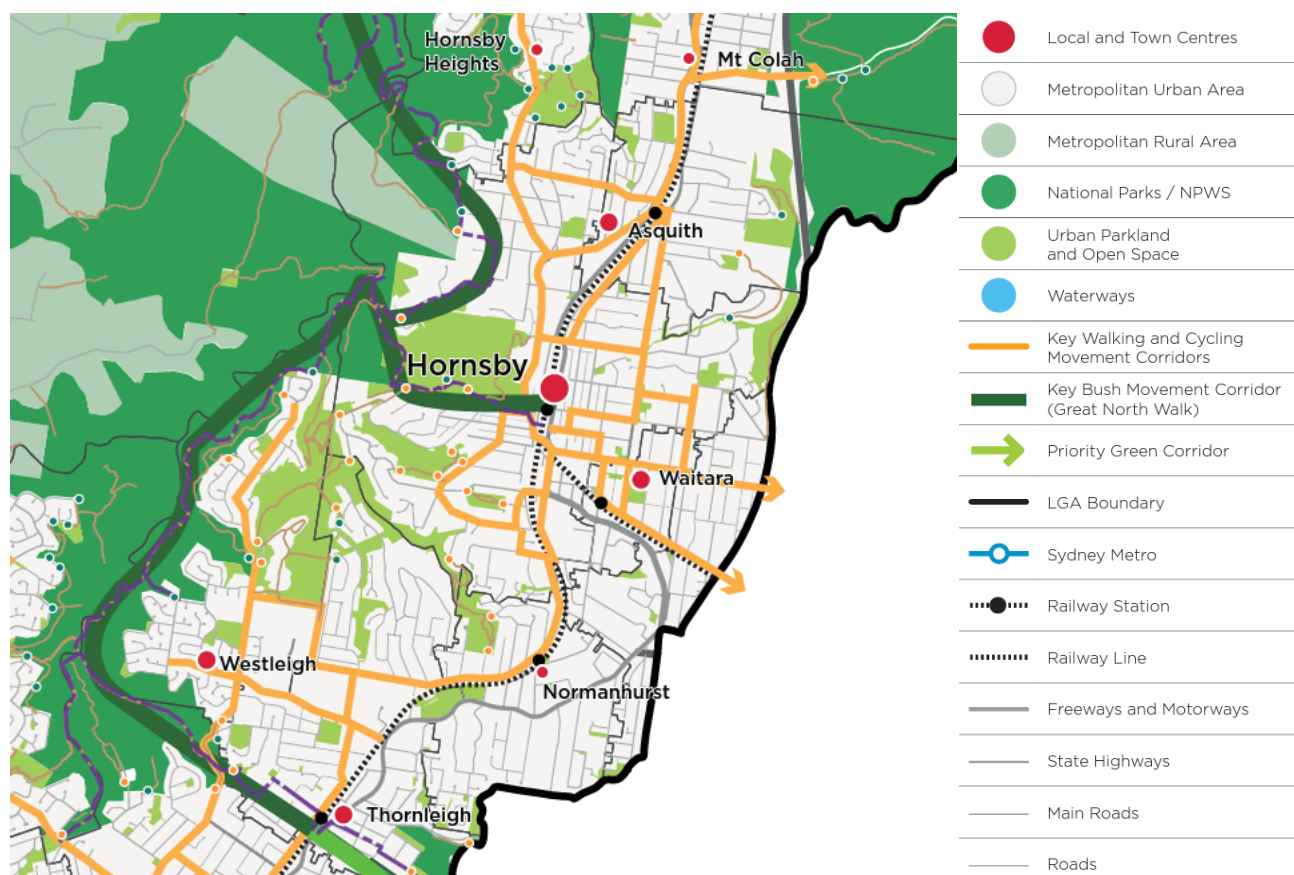 Hornsby
Heights
Mt Colah
Asquith
Hornsby
Waitara
Westleigh
Normanhurst
Thornleigh
Local and Town Centres
Metropolitan Urban Area
Metropolitan Rural Area
National Parks / NPWS
Urban Parkland
and Open Space
Waterways
Key Walking and Cycling
Movement Corridors
Key Bush Movement Corridor
(Great North Walk)
Priority Green Corridor
LGA Boundary
Sydney Metro
Railway Station
Railway Line
Freeways and Motorways
State Highways
Main Roads
Roads